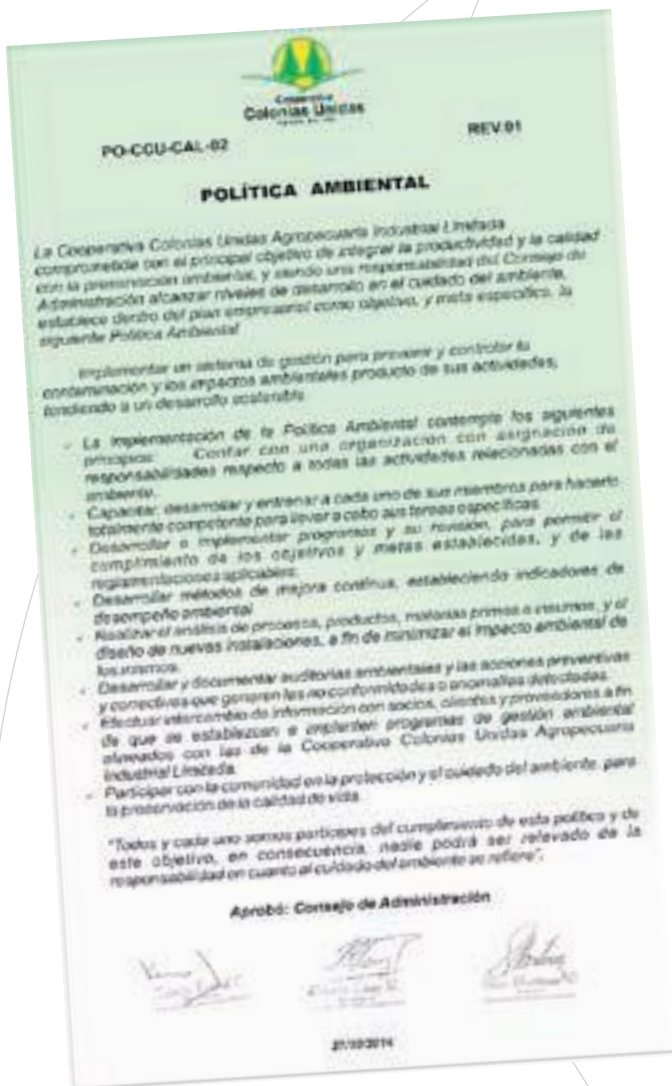 Cooperativa
Colonias Unidas
PO-CCU-CAL-02
REV.01
POLÍTICA AMBIENTAL
La Cooperativa Colonias Unidas Agropecuaria Industrial Limitada
comprometida con el principal objetivo de integrar la productividad y la calidad
con la preservación ambiental, y siendo una responsabilidad del Consejo de
Administración alcanzar niveles de desarrollo en el cuidado del ambiente,
establece dentro del plan empresarial como objetivo, y meta específica, la
siguiente Política Ambiental
Implementar un sistema de gestión para prevenir y controlar la
contaminación y los impactos ambientales producto de sus actividades,
tendiendo a un desarrollo sostenible
La implementación de la Política Ambiental contempla los siguientes
principios: Contar con una organización con asignación de
responsabilidades respecto a todas las actividades relacionadas con el
ambiente.
Capacitar, desarrollar y entrenar a cada uno de sus miembros para hacerlo
totalmente competente para llevar a cabo sus tareas específicas.
Desarrollar e implementar programas y su revisión, para permitir el
cumplimiento de los objetivos y metas establecidas, y de las
reglamentaciones aplicables.
Desarrollar métodos de mejora continua, estableciendo indicadores de
desempeño ambiental
Realizar el análisis de procesos, productos, materias primas o insumos, y el
diseño de nuevas instalaciones, a fin de minimizar el impacto ambiental de
los mismos.
Desarrollar y documentar auditorías ambientales y las acciones preventivas
y correctivas que generen las no conformidades o anomalías detectadas.
Efectuar intercambio de información con socios, clientes y proveedores a fin
de que se establezcan e implanten programas de gestión ambiental
alineados con las de la Cooperativa Colonias Unidas Agropecuaria
Industrial Limitada.
Participar con la comunidad en la protección y el cuidado del ambiente, para
la preservación de la calidad de vida.
"Todos y cada uno somos partícipes del cumplimiento de esta política y de
este objetivo, en consecuencia, nadie podrá ser relevado de la
responsabilidad en cuanto al cuidado del ambiente se refiere".
Aprobó: Consejo de Administración